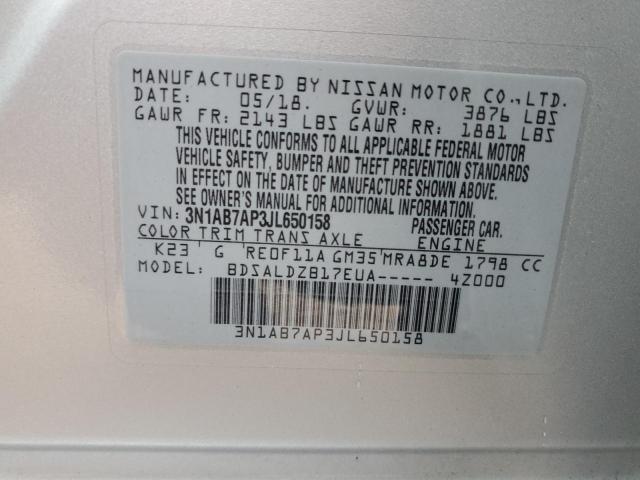 MANUFACTURED BY NISSAN MOTOR CO., LTD.
DATE: 05/18. GVWR: 3876 LBS
GAWR FR: 2143 LBS GAWR RR: 1881 LBS
THIS VEHICLE CONFORMS TO ALL APPLICABLE FEDERAL MOTOR
VEHICLE SAFETY, BUMPER AND THEFT PREVENTION STANDARDS
IN EFFECT ON THE DATE OF MANUFACTURE SHOWN ABOVE.
SEE OWNER'S MANUAL FOR ADDITIONAL INFORMATION.
VIN: 3N1AB7AP3JL650158 PASSENGER CAR.
COLOR TRIM TRANS AXLE ENGINE
K23 ' G 'RE0F11A GM35'MRA8DE 1798 CC
MODEL: BDSALDZB17EUA----- 4Z000
3N1AB7AP3JL650158